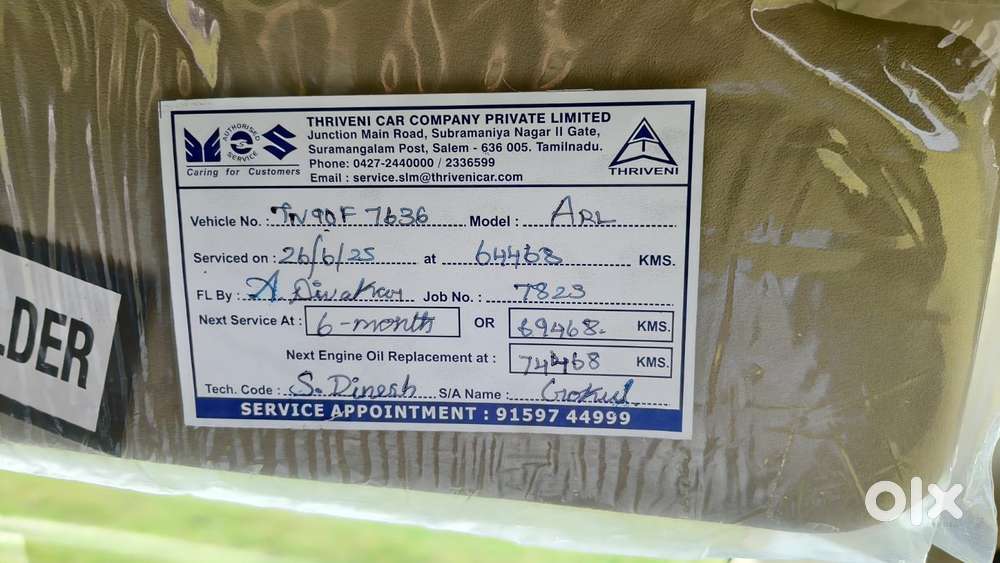 THRIVENI CAR COMPANY PRIVATE LIMITED
Junction Main Road, Subramaniya Nagar II Gate,
Suramangalam Post, Salem - 636 005. Tamilnadu.
Phone: 0427-2440000 / 2336599
Email : service.slm@thrivenicar.com
AUTHORISED SERVICE
Caring for Customers
THRIVENI
Vehicle No. : TN90F 7636 Model : ARL
Serviced on : 26/6/25 at 64468 KMS.
FL By : A. Divakar Job No. : 7823
Next Service At : 6-month OR 69468. KMS.
Next Engine Oil Replacement at : 74468 KMS.
Tech. Code : S. Dinesh S/A Name : Gokul
SERVICE APPOINTMENT : 91597 44999
LDER
olx